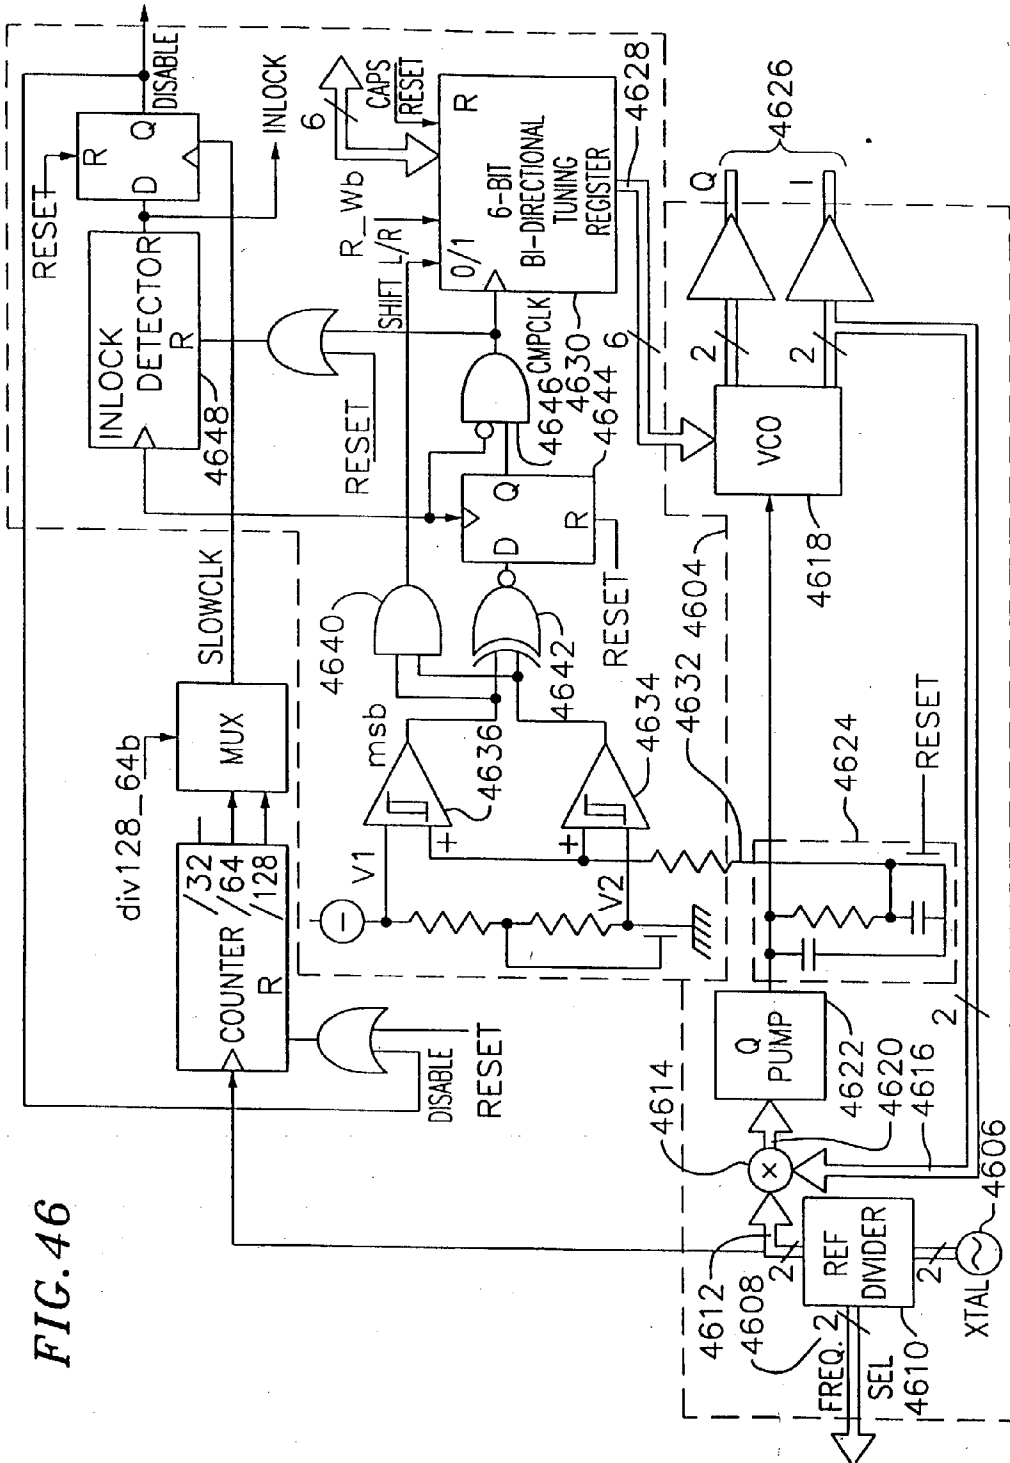 FIG.46
RESET
R
D
Q
DISABLE
INLOCK
DETECTOR
R
4648
INLOCK
SLOWCLK
div128_64b
MUX
/32
/64
/128
COUNTER
R
DISABLE
RESET
RESET
6
CAPS
RESET
R_Wb
SHIFT L/R
0/1
R
6-BIT
BI-DIRECTIONAL
TUNING
REGISTER
CMPCLK
4630
4646
4644
4628
6
4640
msb
4636
4642
4634
D
Q
R
RESET
V1
V2
+
+
4632
4604
4624
RESET
4626
Q
I
2
2
VCO
4618
Q
PUMP
4622
4620
4616
4614
×
2
4612
4608
2
REF
DIVIDER
2
FREQ.
SEL
4610
2
XTAL
4606